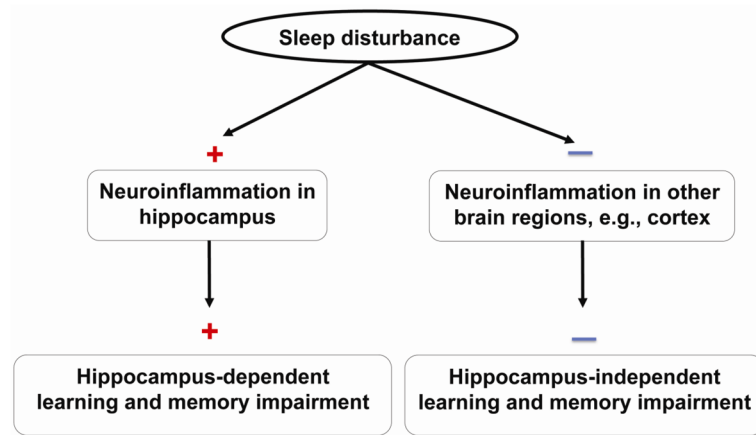 Sleep disturbance
+
−
Neuroinflammation in
hippocampus
Neuroinflammation in other
brain regions, e.g., cortex
+
−
Hippocampus-dependent
learning and memory impairment
Hippocampus-independent
learning and memory impairment